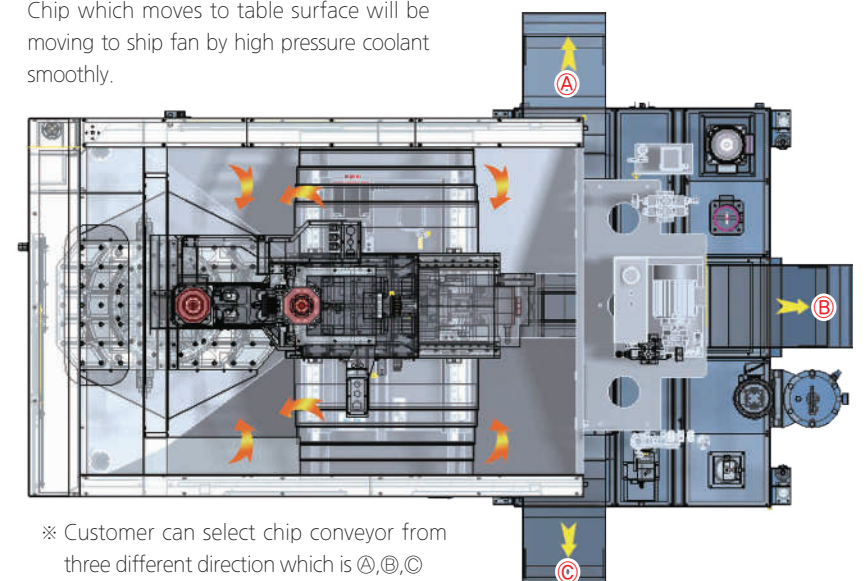 Chip which moves to table surface will be
moving to ship fan by high pressure coolant
smoothly.
Ⓐ
Ⓑ
Ⓒ
※ Customer can select chip conveyor from
three different direction which is Ⓐ,Ⓑ,Ⓒ